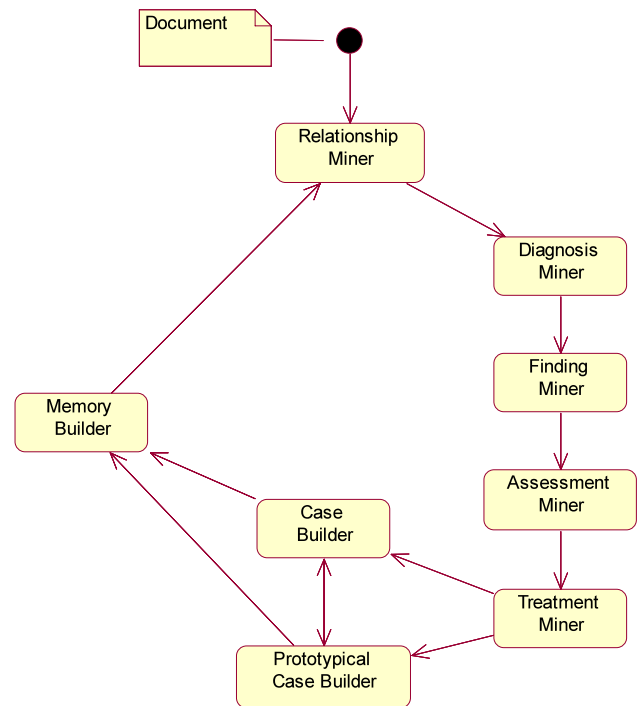 Document
Relationship
Miner
Diagnosis
Miner
Finding
Miner
Memory
Builder
Assessment
Miner
Case
Builder
Treatment
Miner
Prototypical
Case Builder